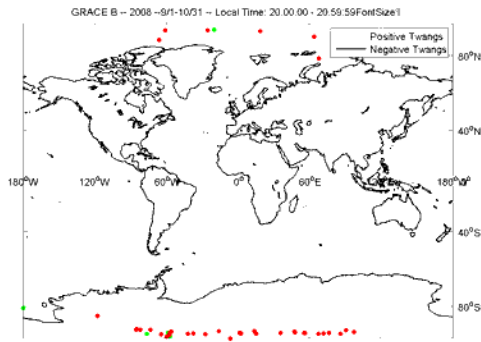 GRACE B -- 2008 --9/1-10/31 -- Local Time: 20:00:00 - 20:59:59FontSize'l
Positive Twangs
Negative Twangs
80°N
40°N
180°W 120°W 60°W 0° 60°E 180°W
40°S
80°S